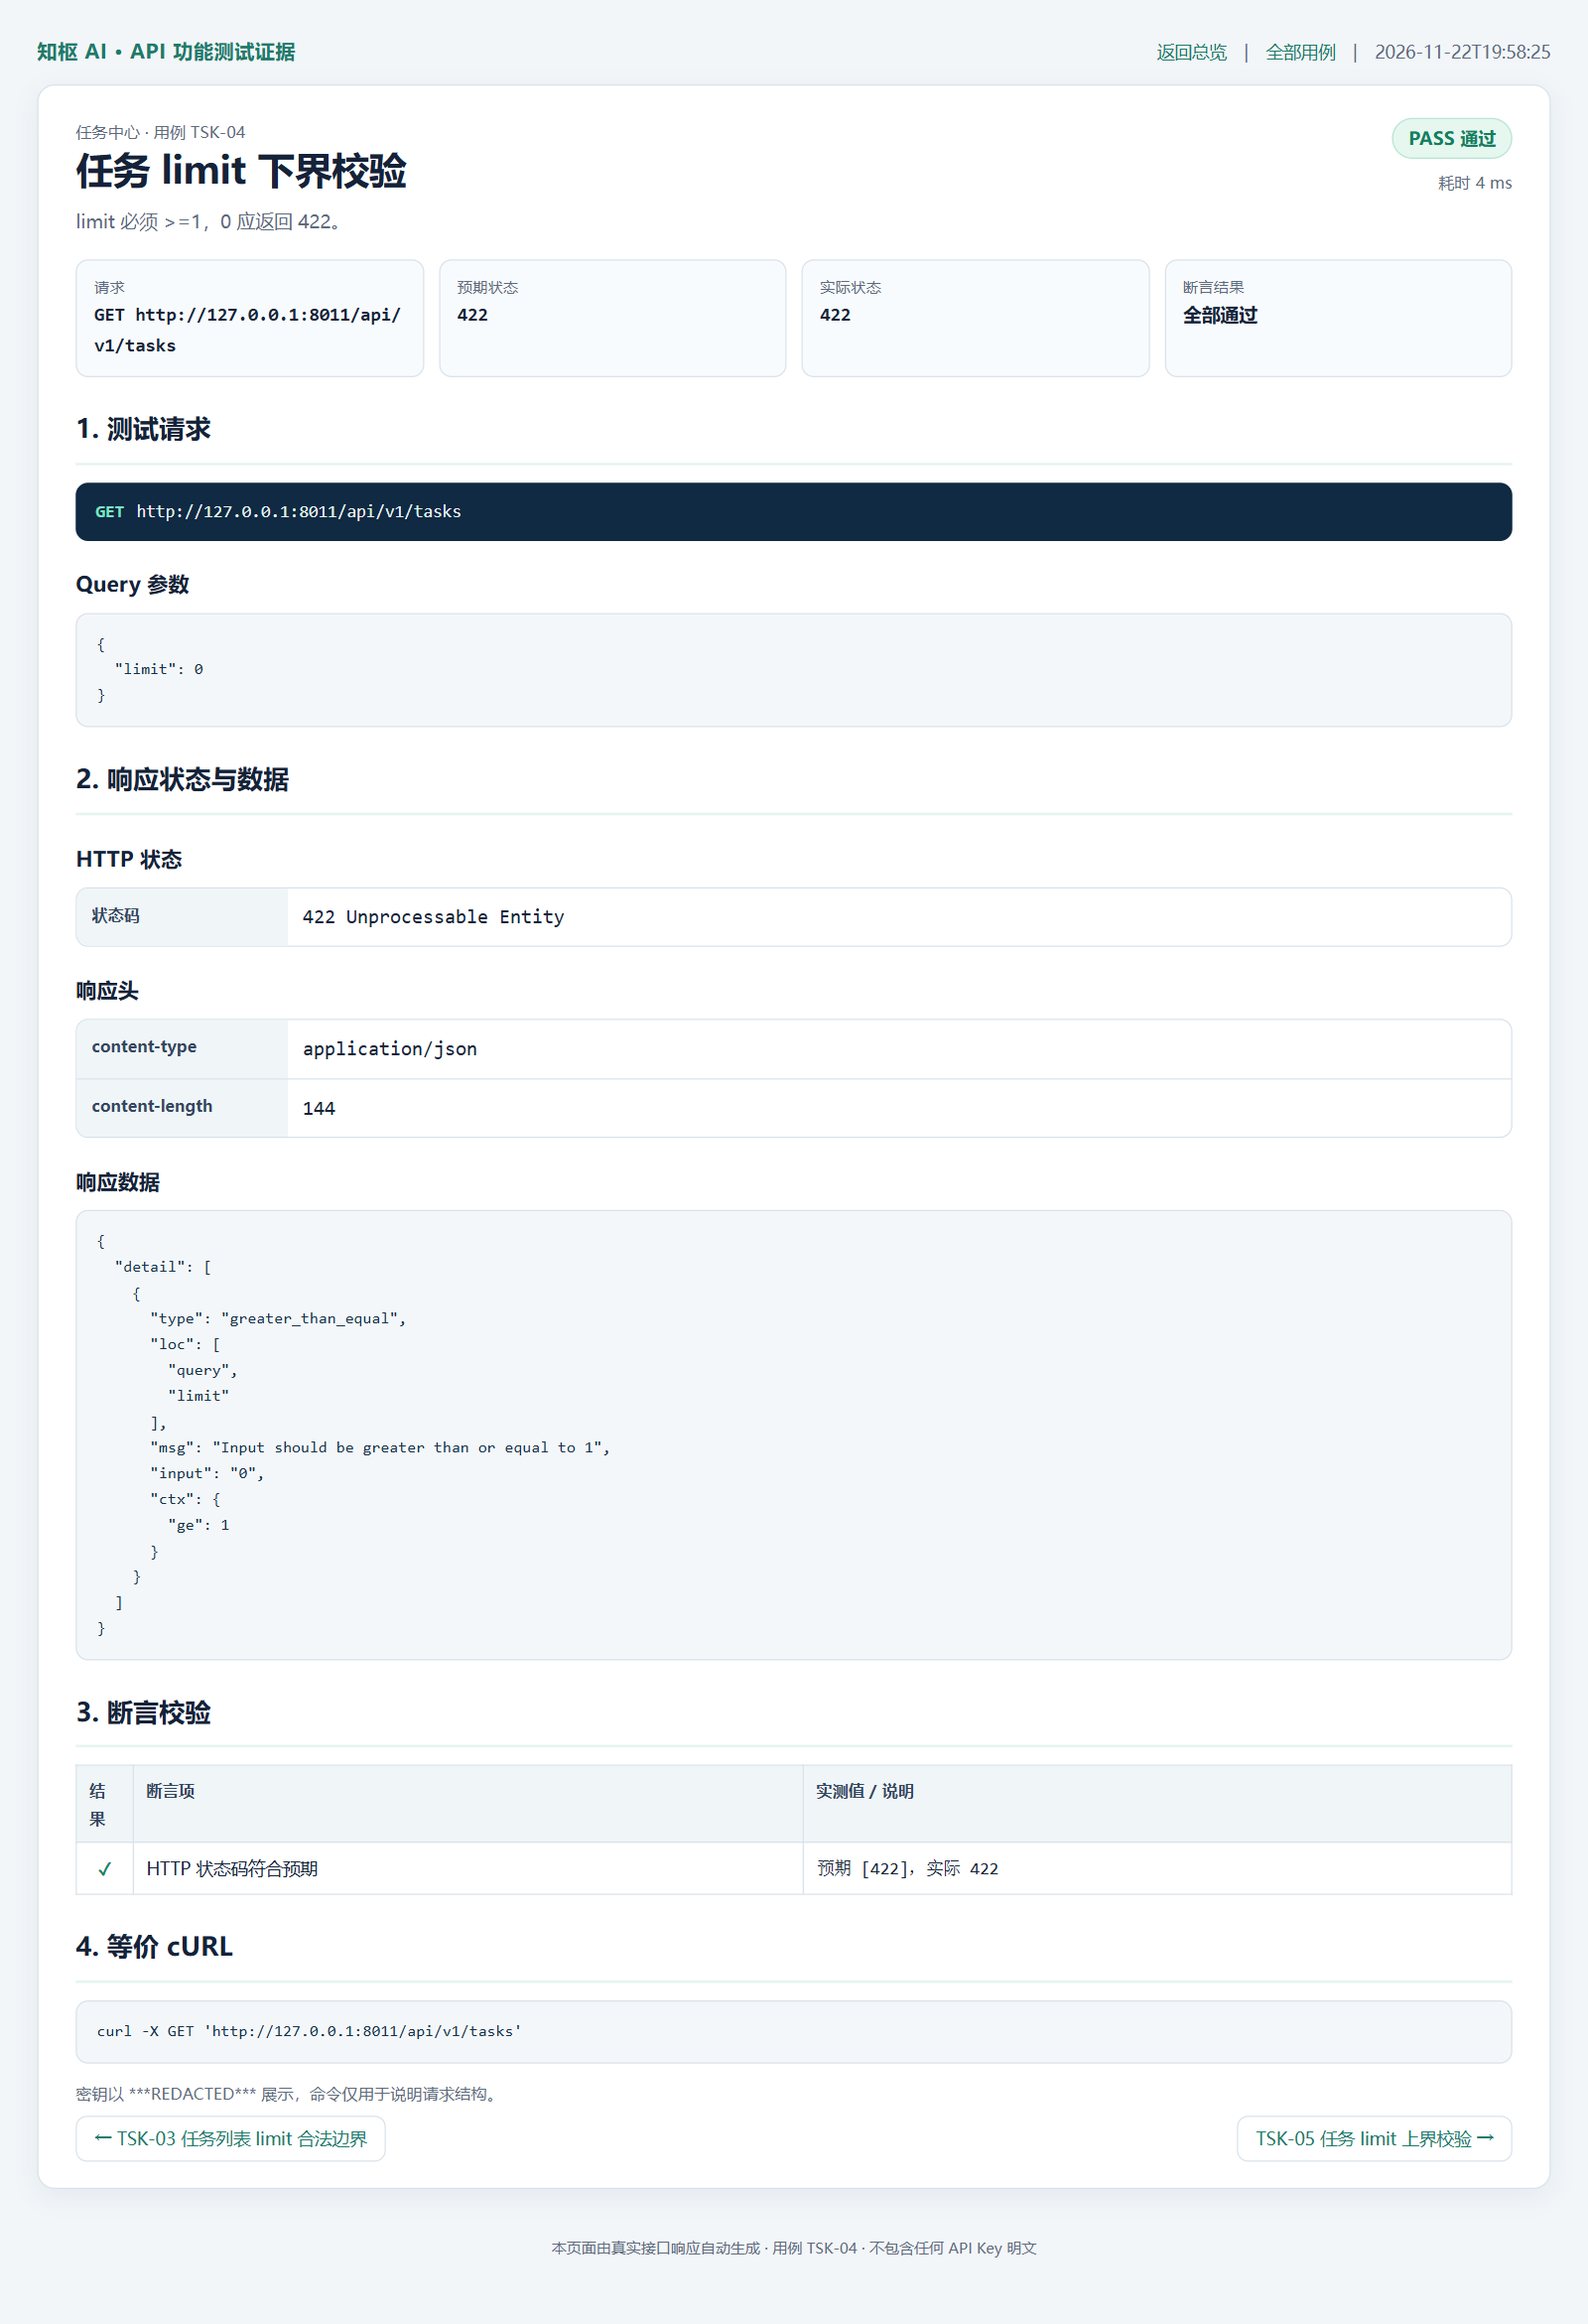 知枢 AI · API 功能测试证据
返回总览 | 全部用例 | 2026-11-22T19:58:25
任务中心 · 用例 TSK-04
任务 limit 下界校验
limit 必须 >=1，0 应返回 422。
PASS 通过
耗时 4 ms
请求
GET http://127.0.0.1:8011/api/
v1/tasks
预期状态
422
实际状态
422
断言结果
全部通过
1. 测试请求
GET http://127.0.0.1:8011/api/v1/tasks
Query 参数
{
  "limit": 0
}
2. 响应状态与数据
HTTP 状态
状态码 422 Unprocessable Entity
响应头
content-type application/json
content-length 144
响应数据
{
  "detail": [
    {
      "type": "greater_than_equal",
      "loc": [
        "query",
        "limit"
      ],
      "msg": "Input should be greater than or equal to 1",
      "input": "0",
      "ctx": {
        "ge": 1
      }
    }
  ]
}
3. 断言校验
结果 断言项 实测值 / 说明
✓ HTTP 状态码符合预期 预期 [422]，实际 422
4. 等价 cURL
curl -X GET 'http://127.0.0.1:8011/api/v1/tasks'
密钥以 ***REDACTED*** 展示，命令仅用于说明请求结构。
← TSK-03 任务列表 limit 合法边界
TSK-05 任务 limit 上界校验 →
本页面由真实接口响应自动生成 · 用例 TSK-04 · 不包含任何 API Key 明文